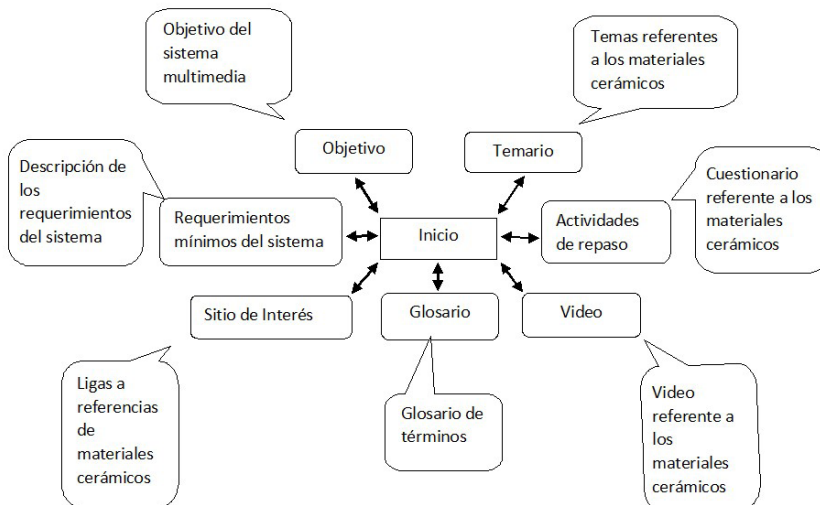 Objetivo del
sistema
multimedia
Temas referentes
a los materiales
cerámicos
Objetivo
Temario
Descripción de
los
requerimientos
del sistema
Requerimientos
mínimos del sistema
Inicio
Actividades
de repaso
Cuestionario
referente a los
materiales
cerámicos
Sitio de Interés
Glosario
Video
Ligas a
referencias
de
materiales
cerámicos
Glosario de
términos
Video
referente a
los
materiales
cerámicos